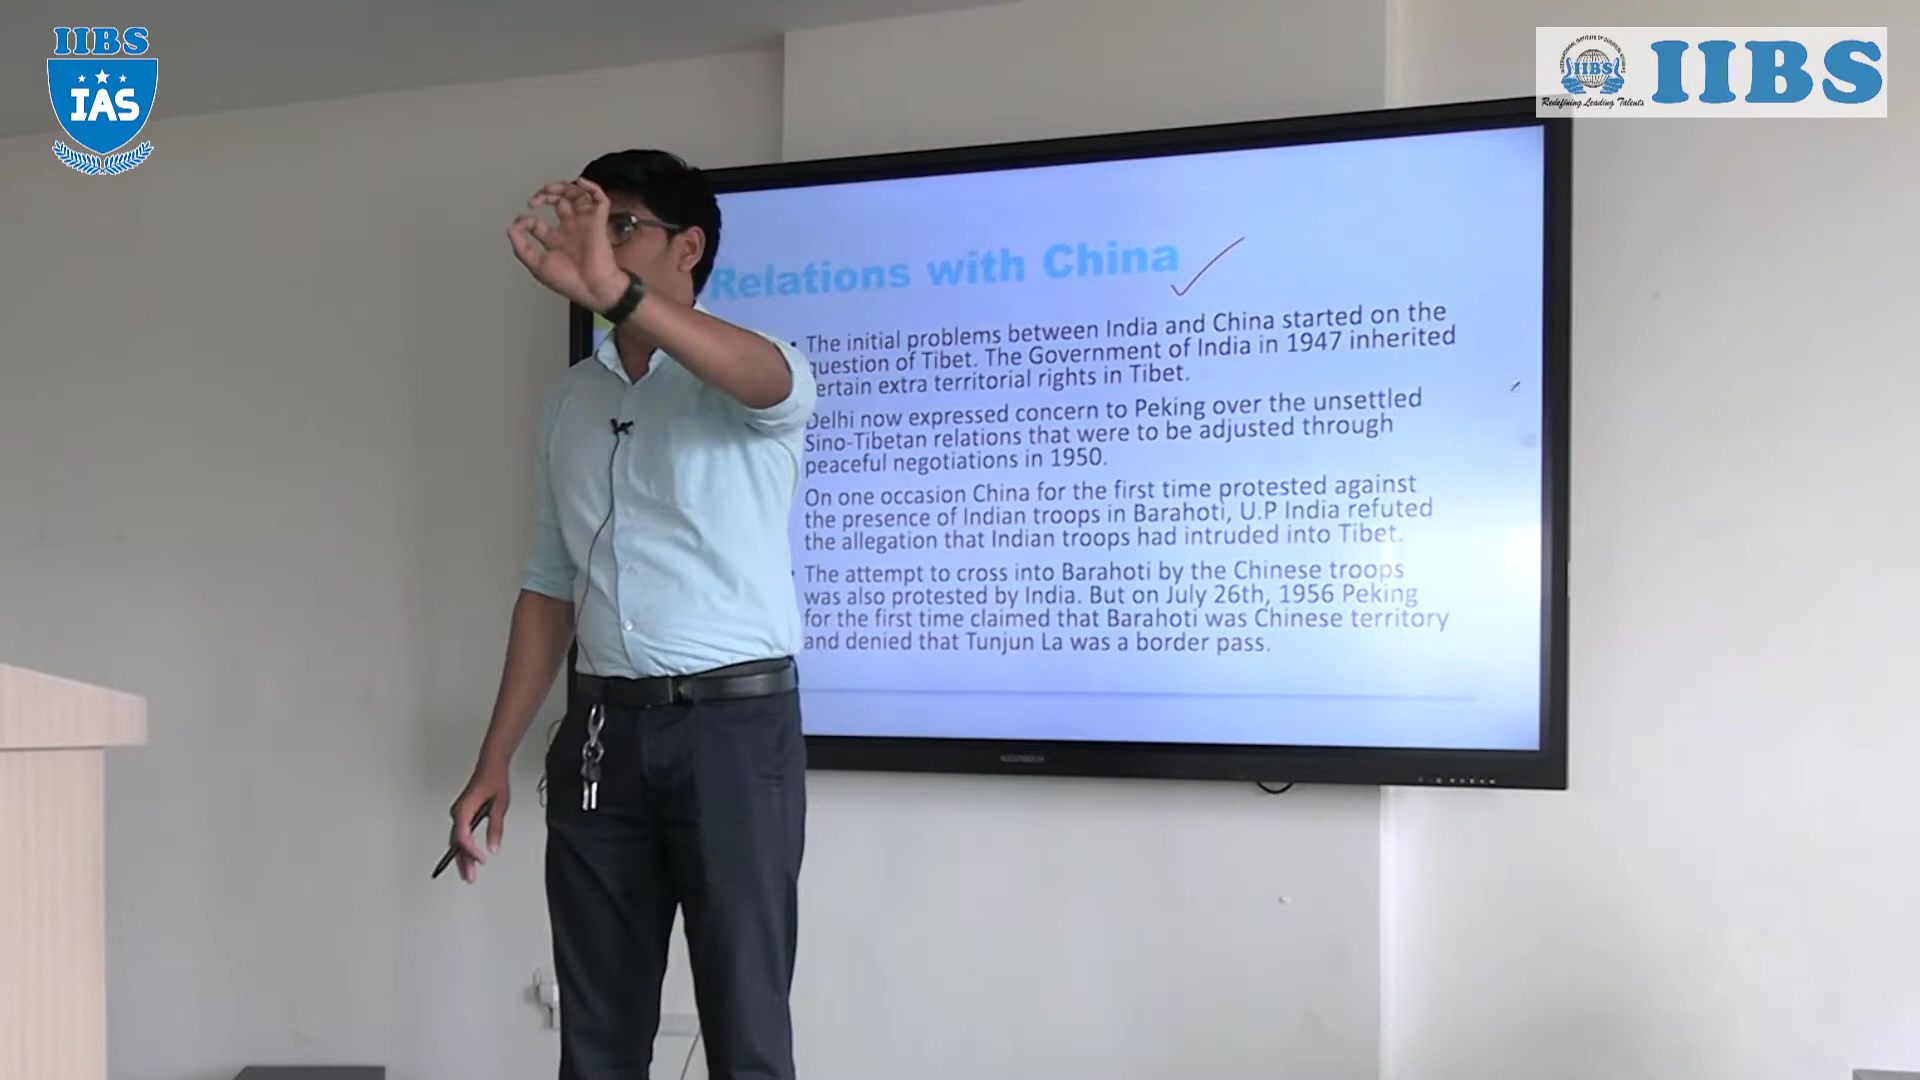 IIBS
IAS
IIBS
Redefining Leading Talents
IIBS
Relations with China
The initial problems between India and China started on the
question of Tibet. The Government of India in 1947 inherited
ertain extra territorial rights in Tibet.
Delhi now expressed concern to Peking over the unsettled
Sino-Tibetan relations that were to be adjusted through
peaceful negotiations in 1950.
On one occasion China for the first time protested against
the presence of Indian troops in Barahoti, U.P India refuted
the allegation that Indian troops had intruded into Tibet.
The attempt to cross into Barahoti by the Chinese troops
was also protested by India. But on July 26th, 1956 Peking
for the first time claimed that Barahoti was Chinese territory
and denied that Tunjun La was a border pass.